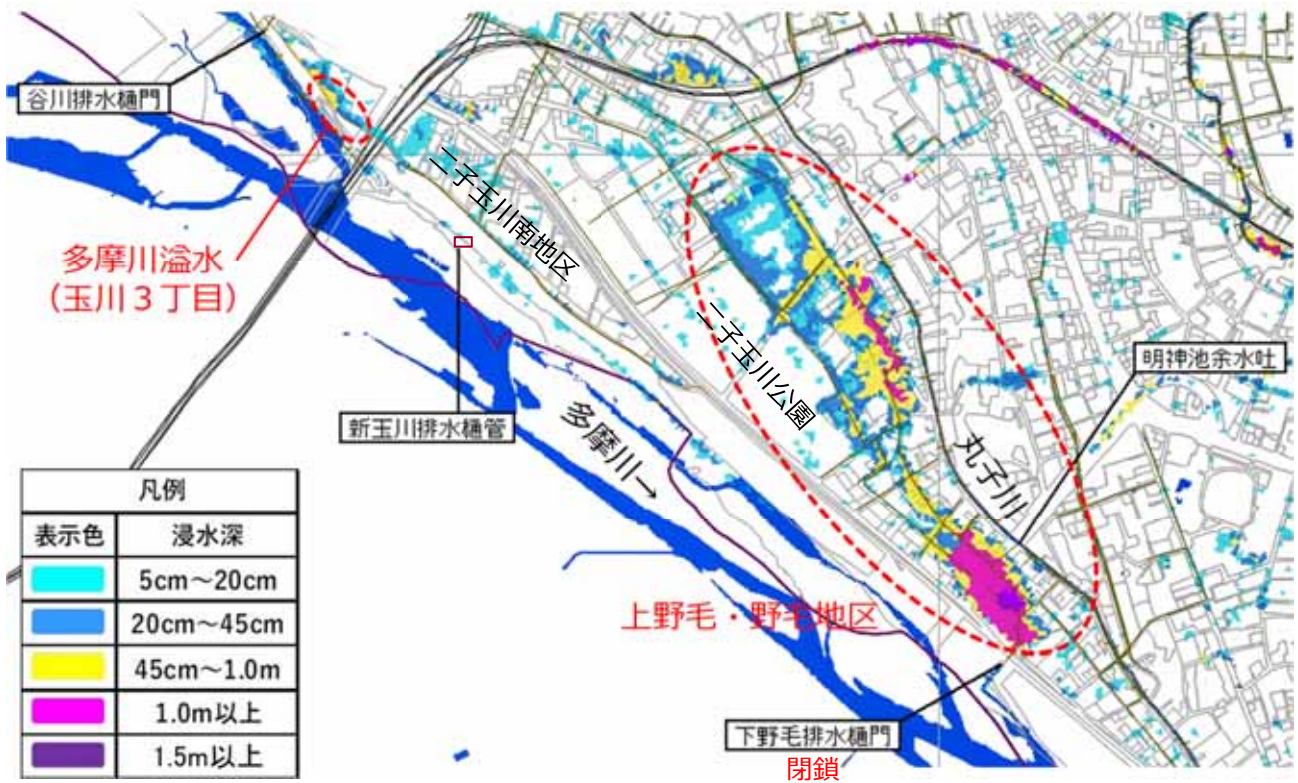 谷川排水樋門
多摩川溢水
（玉川３丁目）
二子玉川南地区
二子玉川公園
明神池余水吐
新玉川排水樋管
多摩川→
丸子川
上野毛・野毛地区
下野毛排水樋門
閉鎖
凡例
表示色 浸水深
5cm～20cm
20cm～45cm
45cm～1.0m
1.0m以上
1.5m以上